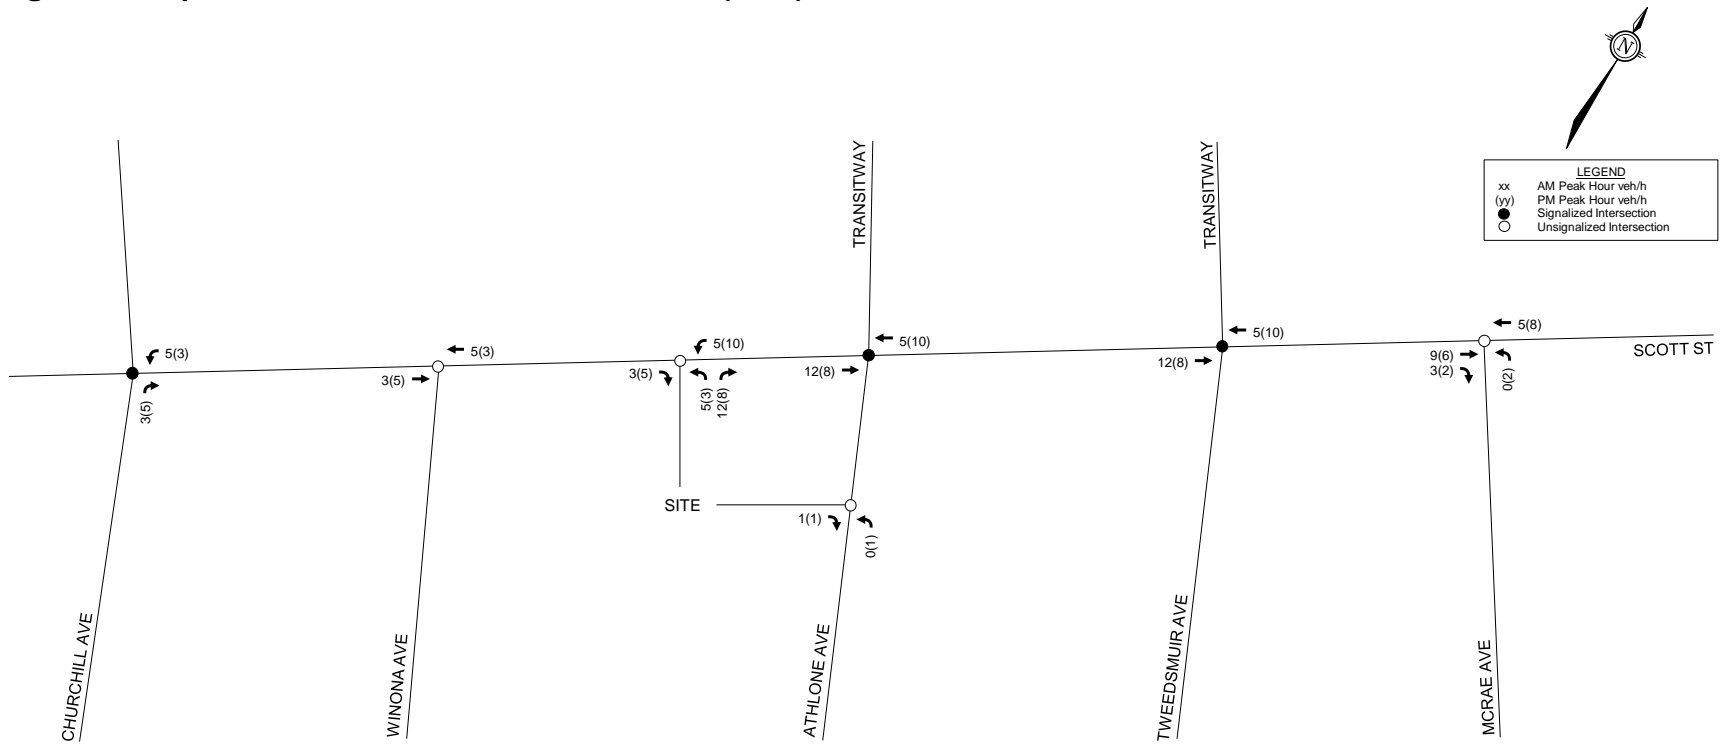 N
TRANSITWAY
TRANSITWAY
LEGEND
xx AM Peak Hour veh/h
(yy) PM Peak Hour veh/h
Signalized Intersection
Unsignalized Intersection
5(3)
3(5)
5(3)
3(5)
5(10)
3(5)
5(3)
12(8)
5(10)
12(8)
5(10)
12(8)
5(8)
9(6)
3(2)
0(2)
SCOTT ST
SITE
1(1)
0(1)
CHURCHILL AVE
WINONA AVE
ATHLONE AVE
TWEEDSMUIR AVE
MCRAE AVE